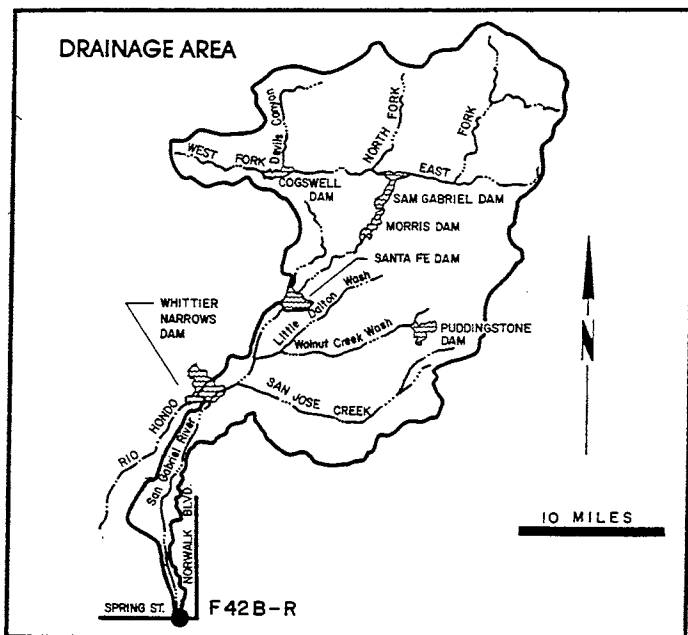 DRAINAGE AREA
Devils Canyon
NORTH FORK
FORK
WEST FORK
EAST
COGSWELL
DAM
SAM GABRIEL DAM
MORRIS DAM
SANTA FE DAM
WHITTIER
NARROWS
DAM
Little Dalton Wash
Walnut Creek Wash
PUDDINGSTONE
DAM
SAN JOSE CREEK
RIO HONDO
San Gabriel River
NORWALK BLVD.
N
10 MILES
SPRING ST.
F42B-R